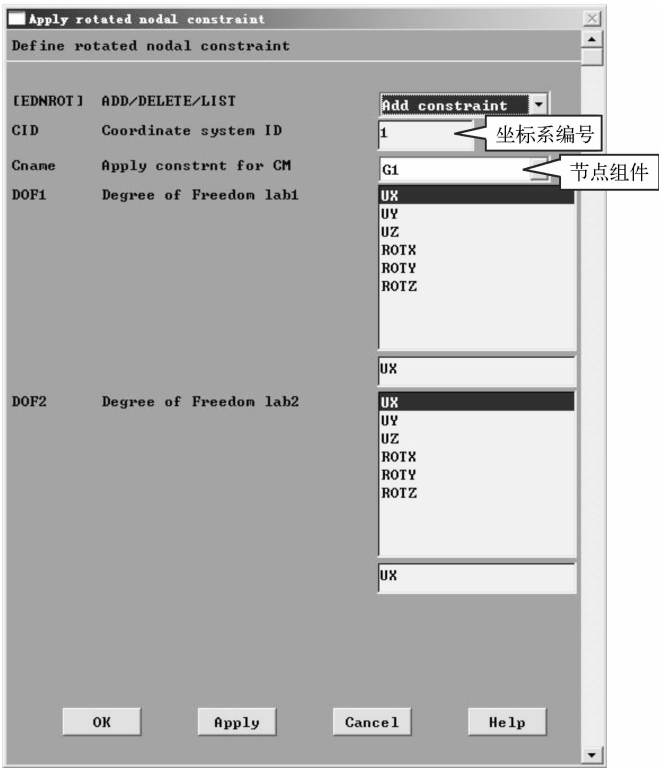 Apply rotated nodal constraint
Define rotated nodal constraint
[EDNROT] ADD/DELETE/LIST Add constraint
CID Coordinate system ID 1 坐标系编号
Cname Apply constrnt for CM G1 节点组件
DOF1 Degree of Freedom lab1 UX
UY
UZ
ROTX
ROTY
ROTZ
UX
DOF2 Degree of Freedom lab2 UX
UY
UZ
ROTX
ROTY
ROTZ
UX
OK Apply Cancel Help